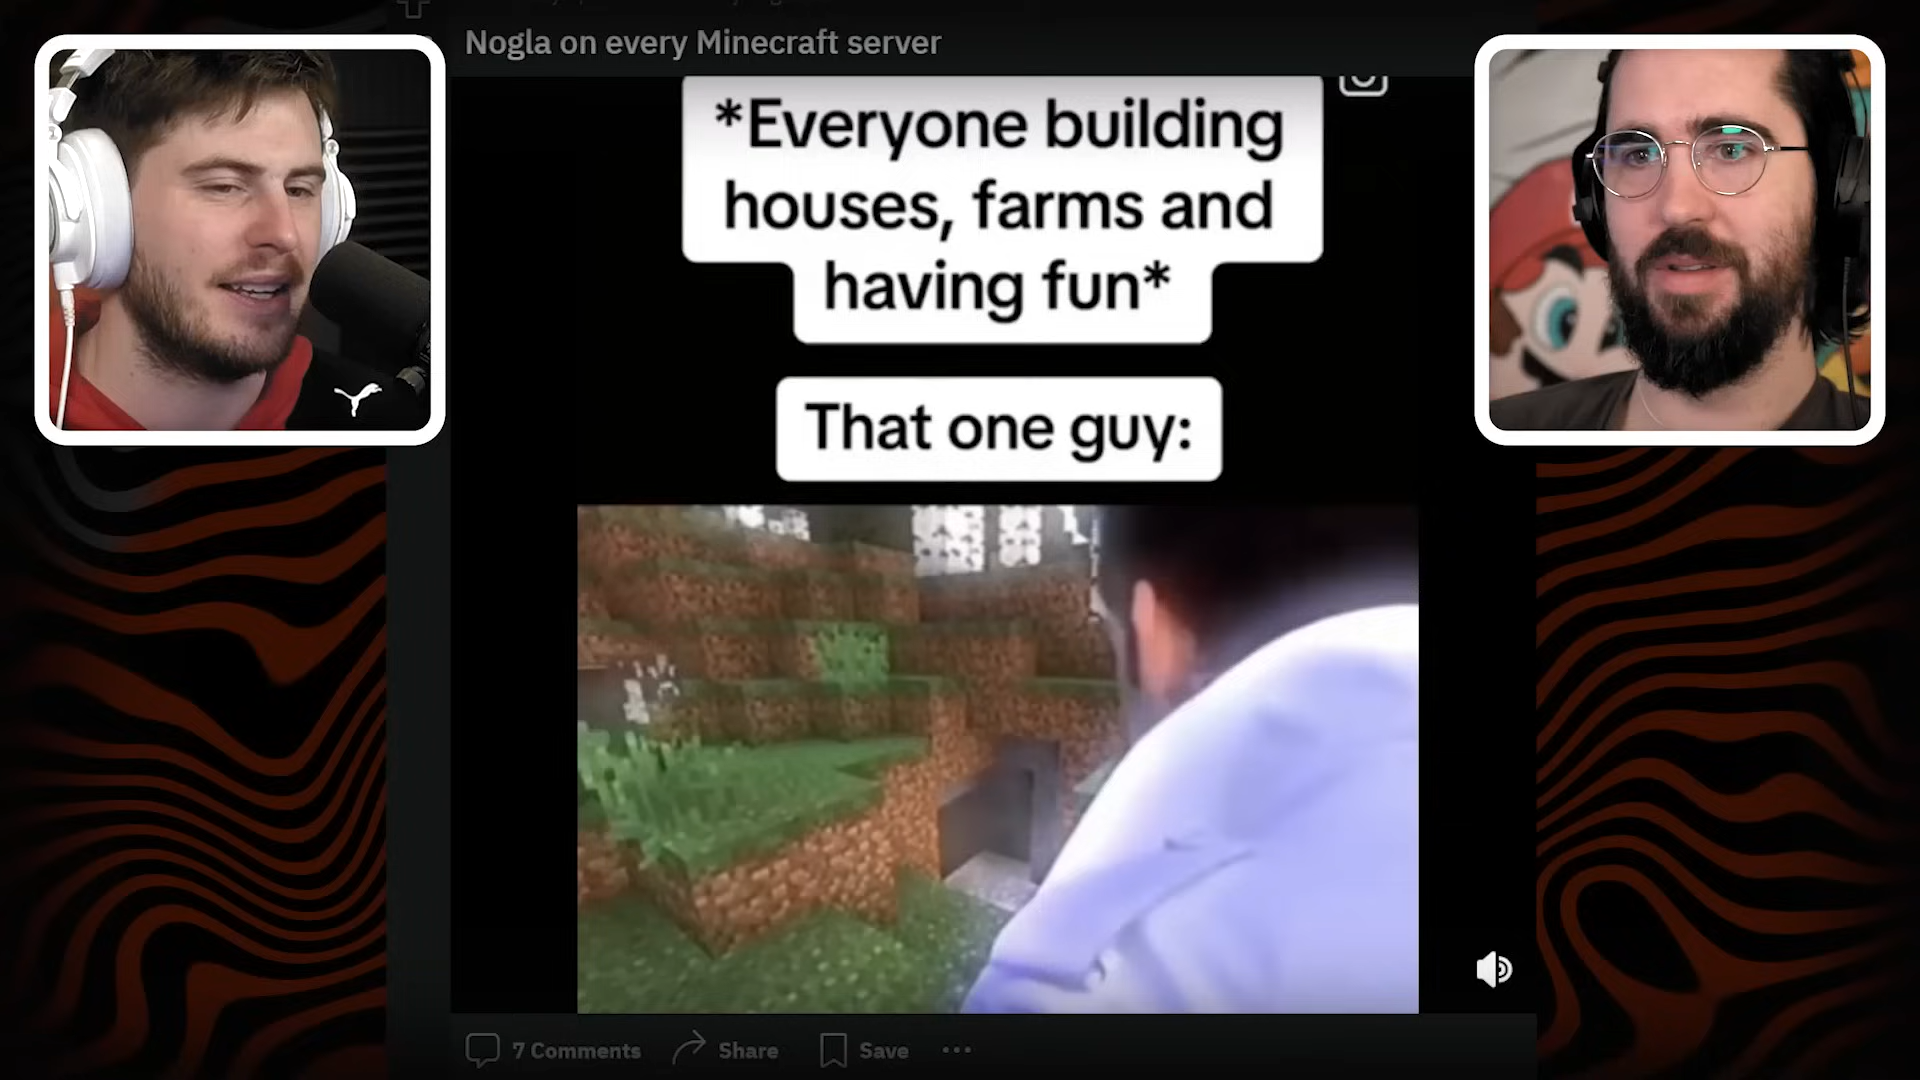 Nogla on every Minecraft server
*Everyone building
houses, farms and
having fun*
That one guy:
7 Comments
Share
Save